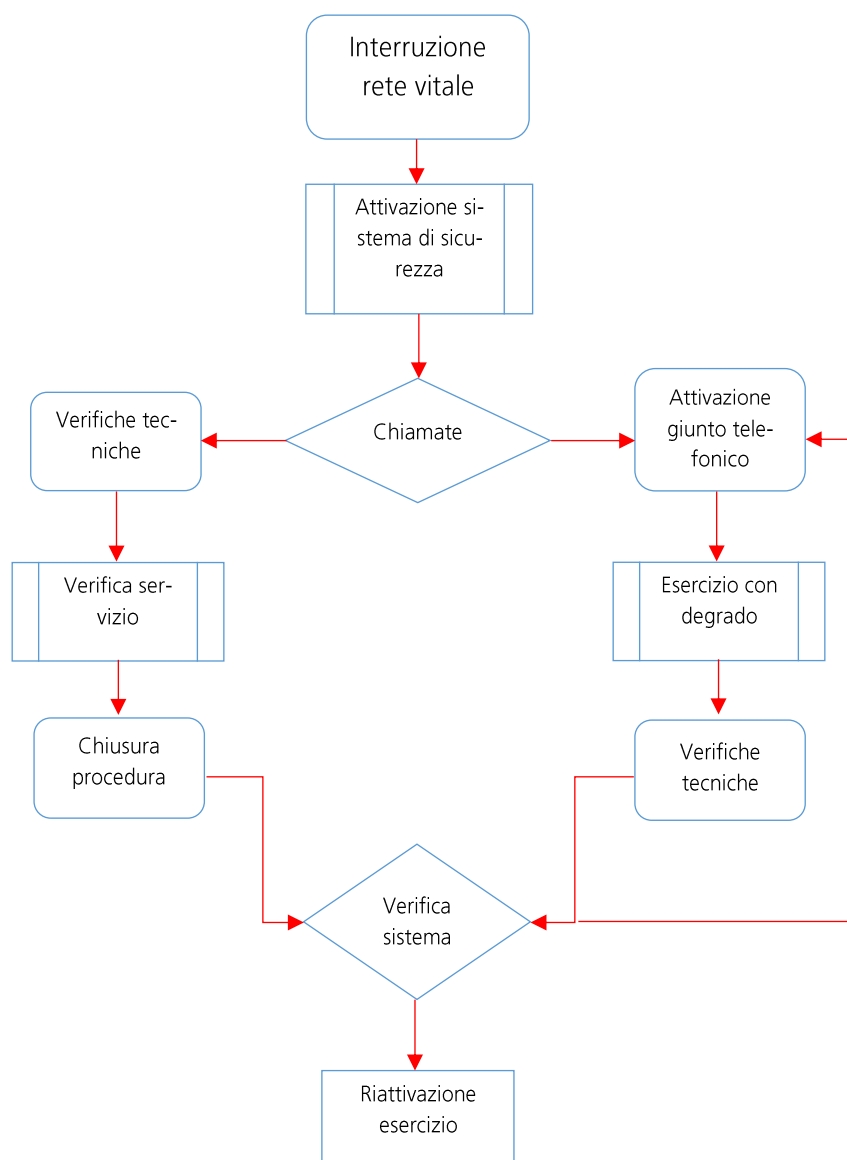 Interruzione
rete vitale
Attivazione si-
stema di sicu-
rezza
Chiamate
Verifiche tec-
niche
Attivazione
giunto tele-
fonico
Verifica ser-
vizio
Esercizio con
degrado
Chiusura
procedura
Verifiche
tecniche
Verifica
sistema
Riattivazione
esercizio